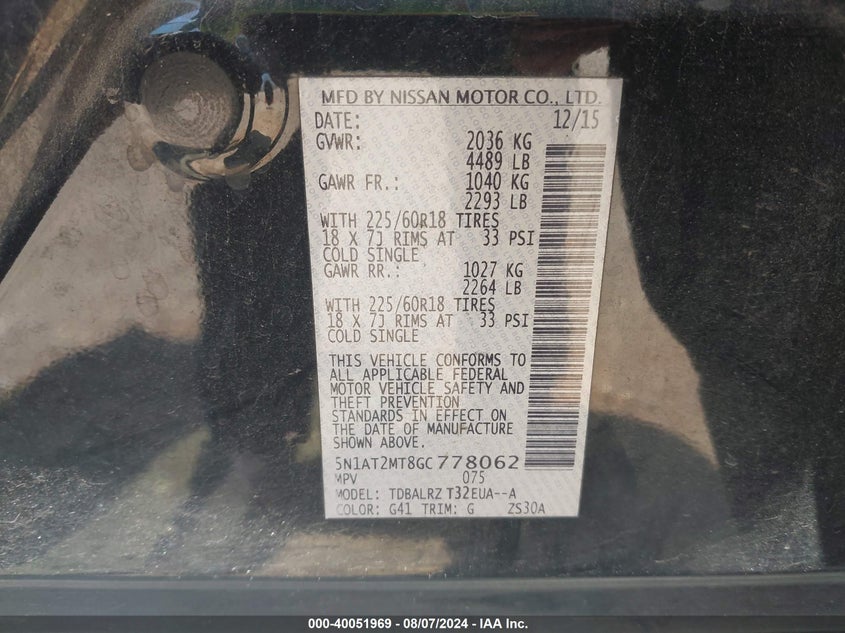 MFD BY NISSAN MOTOR CO., LTD.
DATE: 12/15
GVWR: 2036 KG
4489 LB
GAWR FR.: 1040 KG
2293 LB
WITH 225/60R18 TIRES
18 X 7J RIMS AT 33 PSI
COLD SINGLE
GAWR RR.: 1027 KG
2264 LB
WITH 225/60R18 TIRES
18 X 7J RIMS AT 33 PSI
COLD SINGLE
THIS VEHICLE CONFORMS TO
ALL APPLICABLE FEDERAL
MOTOR VEHICLE SAFETY AND
THEFT PREVENTION
STANDARDS IN EFFECT ON
THE DATE OF MANUFACTURE
SHOWN ABOVE.
5N1AT2MT8GC778062
MPV 075
MODEL: TDBALRZ T32EUA--A
COLOR: G41 TRIM: G ZS30A
000-40051969 - 08/07/2024 - IAA Inc.